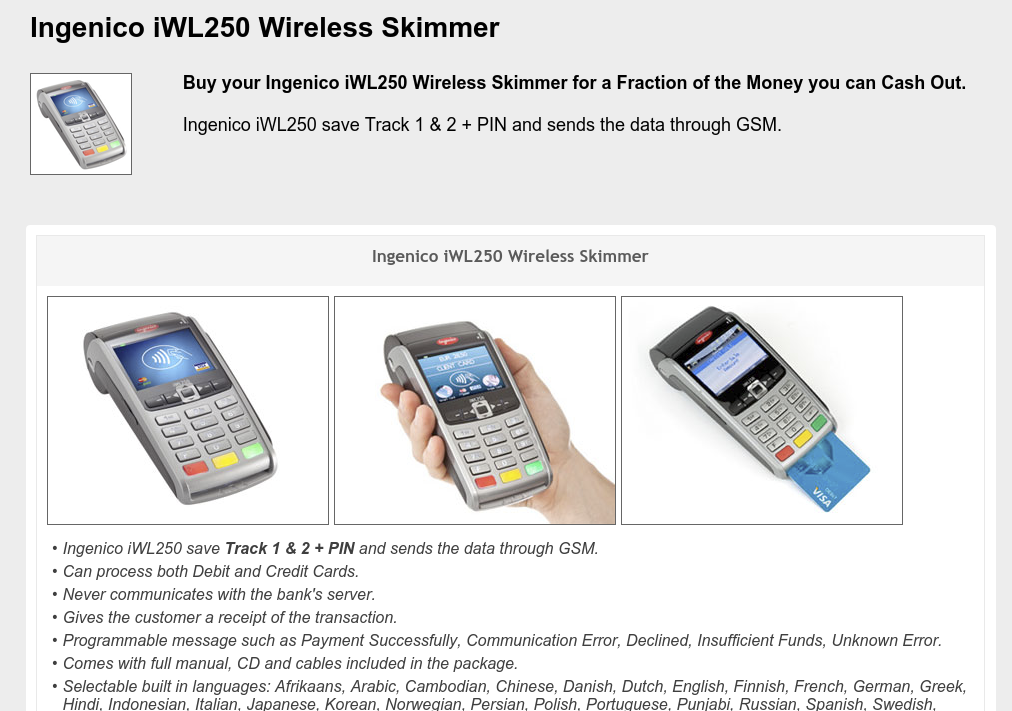 Ingenico iWL250 Wireless Skimmer
Buy your Ingenico iWL250 Wireless Skimmer for a Fraction of the Money you can Cash Out.
Ingenico iWL250 save Track 1 & 2 + PIN and sends the data through GSM.
Ingenico iWL250 Wireless Skimmer
CLIENT CARD
VISA
• Ingenico iWL250 save Track 1 & 2 + PIN and sends the data through GSM.
• Can process both Debit and Credit Cards.
• Never communicates with the bank's server.
• Gives the customer a receipt of the transaction.
• Programmable message such as Payment Successfully, Communication Error, Declined, Insufficient Funds, Unknown Error.
• Comes with full manual, CD and cables included in the package.
• Selectable built in languages: Afrikaans, Arabic, Cambodian, Chinese, Danish, Dutch, English, Finnish, French, German, Greek,
Hindi, Indonesian, Italian, Japanese, Korean, Norwegian, Persian, Polish, Portuguese, Punjabi, Russian, Spanish, Swedish,